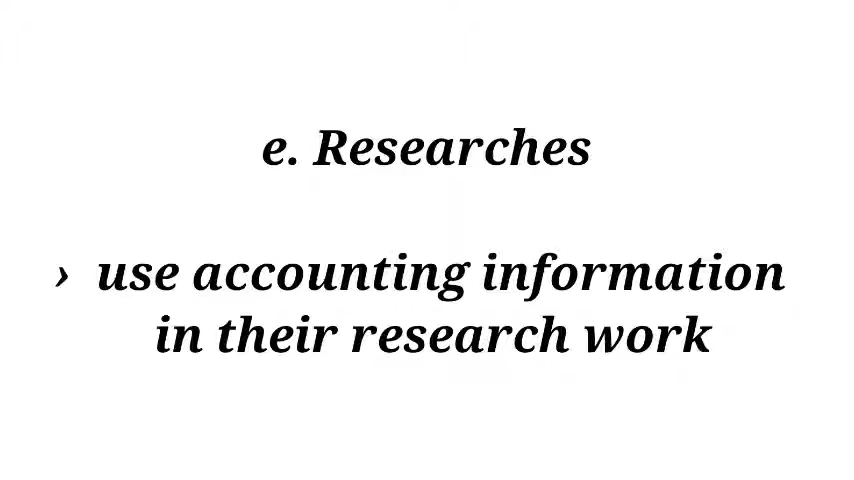 e. Researches
› use accounting information
in their research work